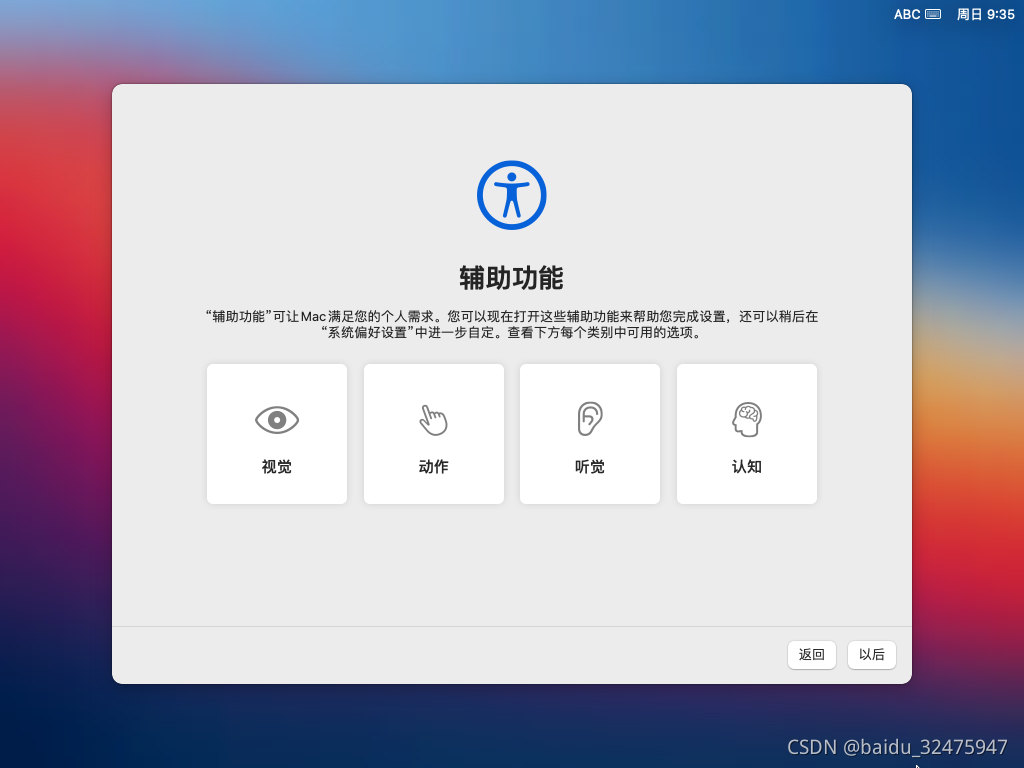 ABC 周日 9:35
辅助功能
“辅助功能”可让 Mac 满足您的个人需求。您可以现在打开这些辅助功能来帮助您完成设置，还可以稍后在
“系统偏好设置”中进一步自定。查看下方每个类别中可用的选项。
视觉 动作 听觉 认知
返回 以后
CSDN @baidu_32475947